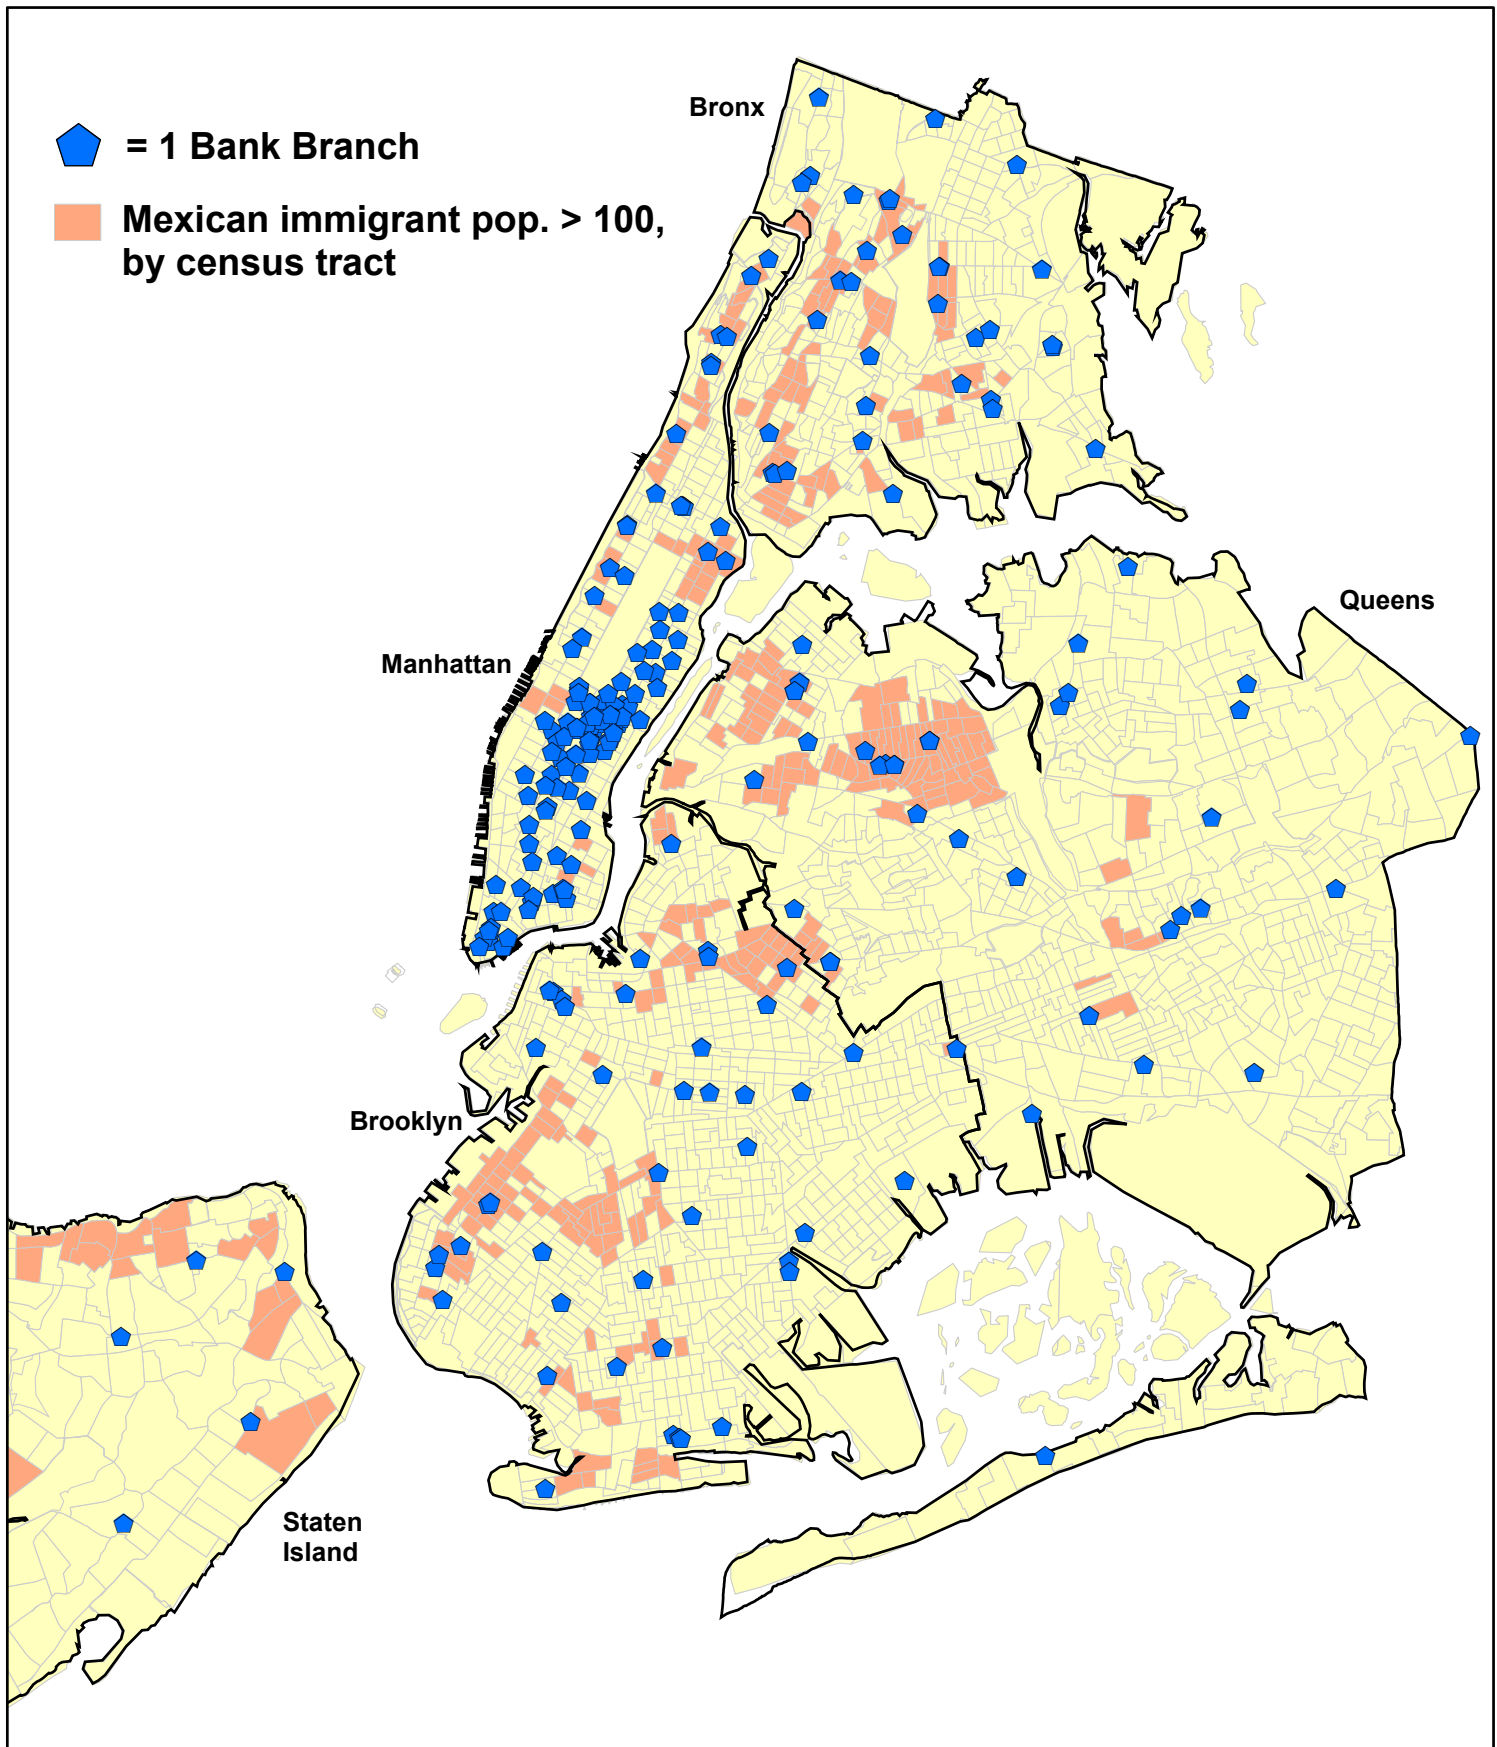 Bronx
= 1 Bank Branch
Mexican immigrant pop. > 100,
by census tract
Queens
Manhattan
Brooklyn
Staten
Island